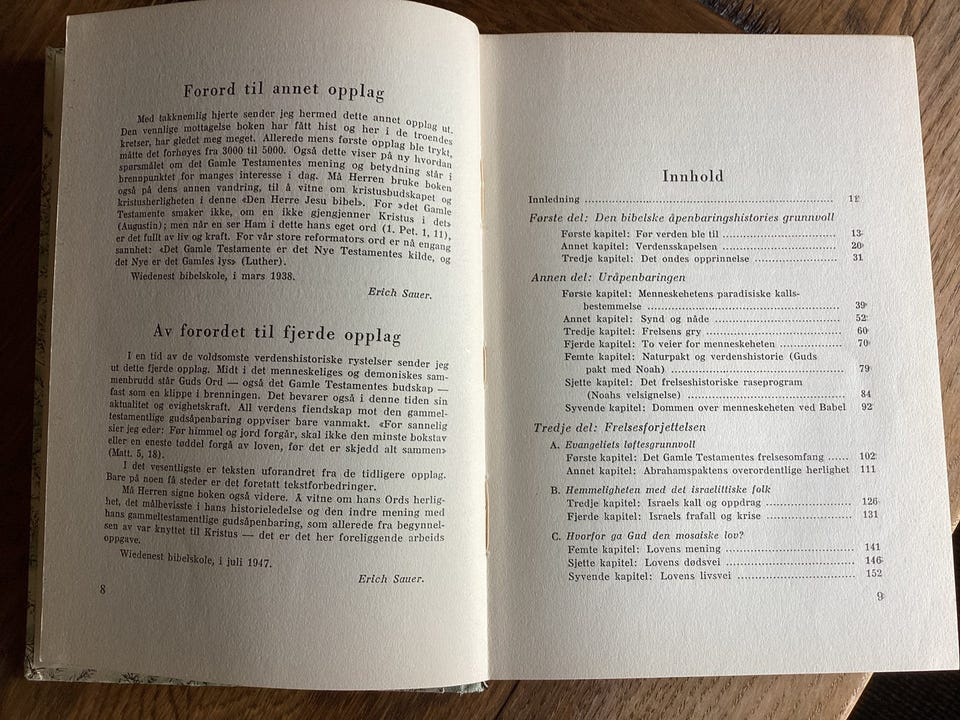 Forord til annet opplag
Med takknemlig hjerte sender jeg hermed dette annet opplag ut.
Den vennlige mottagelse boken har fått hist og her i de troendes
kretser, har gledet meg meget. Allerede mens første opplag ble trykt,
måtte det forhøyes fra 3000 til 5000. Også dette viser på ny hvordan
spørsmålet om det Gamle Testamentes mening og betydning står i
brennpunktet for manges interesse i dag. Må Herren bruke boken
også på dens annen vandring, til å vitne om kristusbudskapet og
kristusherligheten i denne «Den Herre Jesu bibel». For »det Gamle
Testamente smaker ikke, om en ikke gjengjenner Kristus i det»
(Augustin); men når en ser Ham i dette hans eget ord (1. Pet. 1, 11),
er det fullt av liv og kraft. For vår store reformators ord er nå engang
sannhet: «Det Gamle Testamente er det Nye Testamentes kilde, og
det Nye er det Gamles lys» (Luther).
Wiedenest bibelskole, i mars 1938.
Erich Sauer.
Av forordet til fjerde opplag
I en tid av de voldsomste verdenshistoriske rystelser sender jeg
ut dette fjerde opplag. Midt i det menneskeliges og demoniskes sam-
menbrudd står Guds Ord — også det Gamle Testamentes budskap —
fast som en klippe i brenningen. Det bevarer også i denne tiden sin
aktualitet og evighetskraft. All verdens fiendskap mot den gammel-
testamentlige gudsåpenbaring oppviser bare vanmakt. «For sannelig
sier jeg eder: Før himmel og jord forgår, skal ikke den minste bokstav
eller en eneste tøddel forgå av loven, før det er skjedd alt sammen»
(Matt. 5, 18).
I det vesentligste er teksten uforandret fra de tidligere opplag.
Bare på noen få steder er det foretatt tekstforbedringer.
Må Herren signe boken også videre. Å vitne om hans Ords herlig-
het, det målbevisste i hans historieledelse og den indre mening med
hans gammeltestamentlige gudsåpenbaring, som allerede fra begynnel-
sen av var knyttet til Kristus — det er det her foreliggende arbeids
oppgave.
Wiedenest bibelskole, i juli 1947.
Erich Sauer.
8
Innhold
Innledning ........ 11
Første del: Den bibelske åpenbaringshistories grunnvoll
Første kapitel: Før verden ble til ........ 13
Annet kapitel: Verdensskapelsen ........ 20
Tredje kapitel: Det ondes opprinnelse ........ 31
Annen del: Uråpenbaringen
Første kapitel: Menneskehetens paradisiske kalls-
bestemmelse ........ 39
Annet kapitel: Synd og nåde ........ 52
Tredje kapitel: Frelsens gry ........ 60
Fjerde kapitel: To veier for menneskeheten ........ 70
Femte kapitel: Naturpakt og verdenshistorie (Guds
pakt med Noah) ........ 79
Sjette kapitel: Det frelseshistoriske raseprogram
(Noahs velsignelse) ........ 84
Syvende kapitel: Dommen over menneskeheten ved Babel 92
Tredje del: Frelsesforjettelsen
A. Evangeliets løftesgrunnvoll
Første kapitel: Det Gamle Testamentes frelsesomfang ...... 102
Annet kapitel: Abrahamspaktens overordentlige herlighet 111
B. Hemmeligheten med det israelittiske folk
Tredje kapitel: Israels kall og oppdrag ........ 126
Fjerde kapitel: Israels frafall og krise ........ 131
C. Hvorfor ga Gud den mosaiske lov?
Femte kapitel: Lovens mening ........ 141
Sjette kapitel: Lovens dødsvei ........ 146
Syvende kapitel: Lovens livsvei ........ 152
9